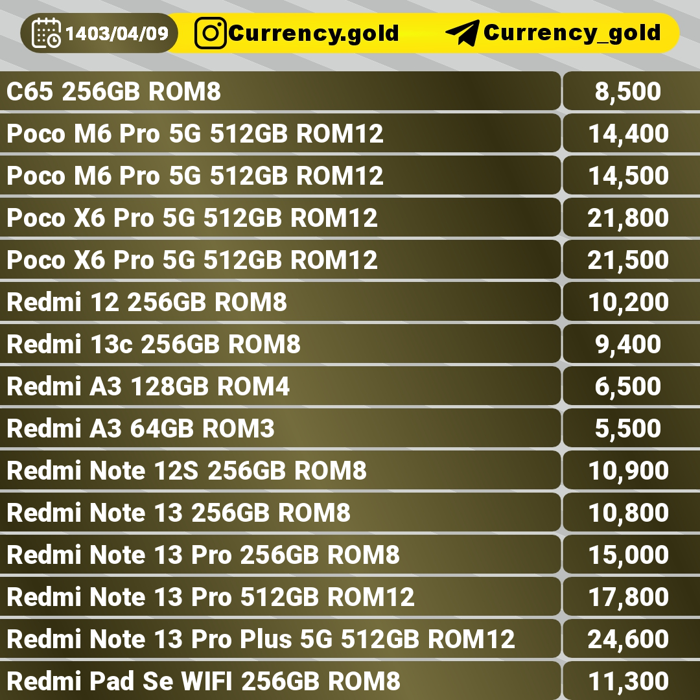 1403/04/09 Currency.gold Currency_gold
C65 256GB ROM8 8,500
Poco M6 Pro 5G 512GB ROM12 14,400
Poco M6 Pro 5G 512GB ROM12 14,500
Poco X6 Pro 5G 512GB ROM12 21,800
Poco X6 Pro 5G 512GB ROM12 21,500
Redmi 12 256GB ROM8 10,200
Redmi 13c 256GB ROM8 9,400
Redmi A3 128GB ROM4 6,500
Redmi A3 64GB ROM3 5,500
Redmi Note 12S 256GB ROM8 10,900
Redmi Note 13 256GB ROM8 10,800
Redmi Note 13 Pro 256GB ROM8 15,000
Redmi Note 13 Pro 512GB ROM12 17,800
Redmi Note 13 Pro Plus 5G 512GB ROM12 24,600
Redmi Pad Se WIFI 256GB ROM8 11,300